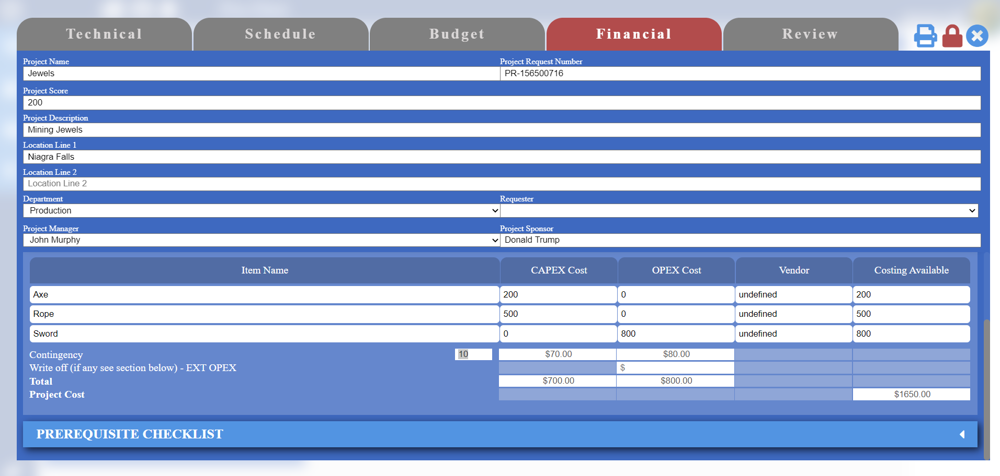 Technical Schedule Budget Financial Review
Project Name Project Request Number
Jewels PR-156500716
Project Score
200
Project Description
Mining Jewels
Location Line 1
Niagra Falls
Location Line 2
Location Line 2
Department Requester
Production
Project Manager Project Sponsor
John Murphy Donald Trump
Item Name CAPEX Cost OPEX Cost Vendor Costing Available
Axe 200 0 undefined 200
Rope 500 0 undefined 500
Sword 0 800 undefined 800
Contingency 10 $70.00 $80.00
Write off (if any see section below) - EXT OPEX $
Total $700.00 $800.00
Project Cost $1650.00
PREREQUISITE CHECKLIST